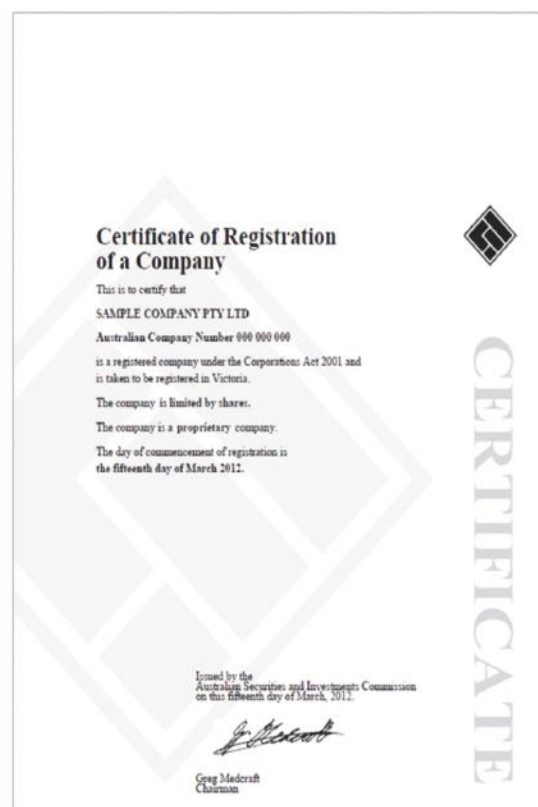 Certificate of Registration
of a Company
This is to certify that
SAMPLE COMPANY PTY LTD
Australian Company Number 000 000 000
is a registered company under the Corporations Act 2001 and
is taken to be registered in Victoria.
The company is limited by shares.
The company is a proprietary company.
The day of commencement of registration is
the fifteenth day of March 2012.
CERTIFICATE
Issued by the
Australian Securities and Investments Commission
on this fifteenth day of March, 2012.
Greg Medcraft
Chairman